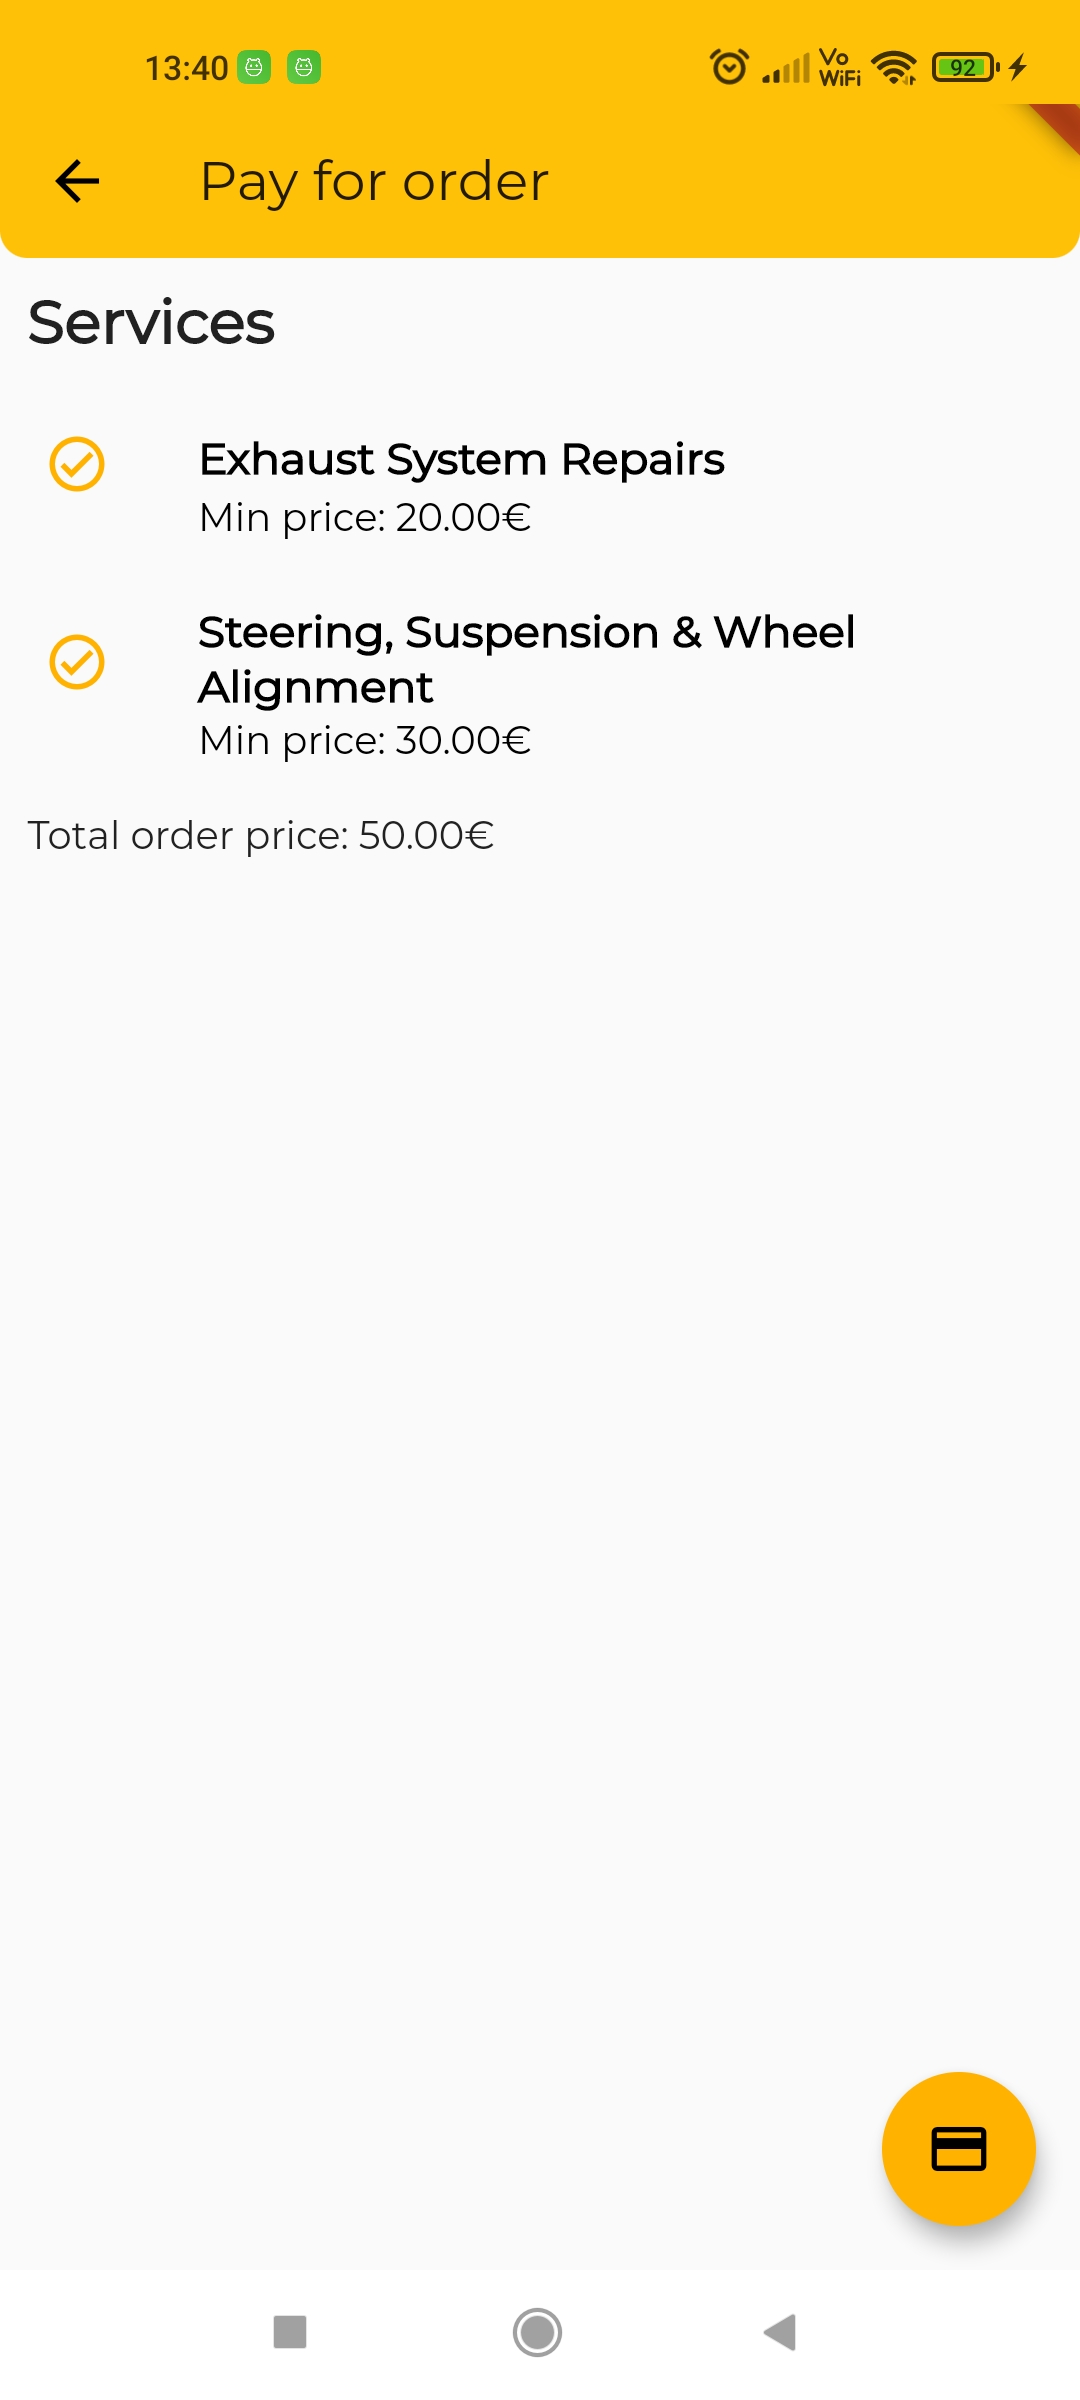 13:40
Vo
WiFi
92
Pay for order
Services
Exhaust System Repairs
Min price: 20.00€
Steering, Suspension & Wheel
Alignment
Min price: 30.00€
Total order price: 50.00€